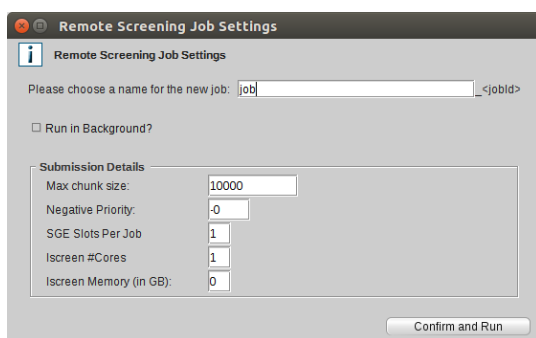 Remote Screening Job Settings
i Remote Screening Job Settings
Please choose a name for the new job: job _<jobId>
Run in Background?
Submission Details
Max chunk size: 10000
Negative Priority: -0
SGE Slots Per Job 1
Iscreen #Cores 1
Iscreen Memory (in GB): 0
Confirm and Run